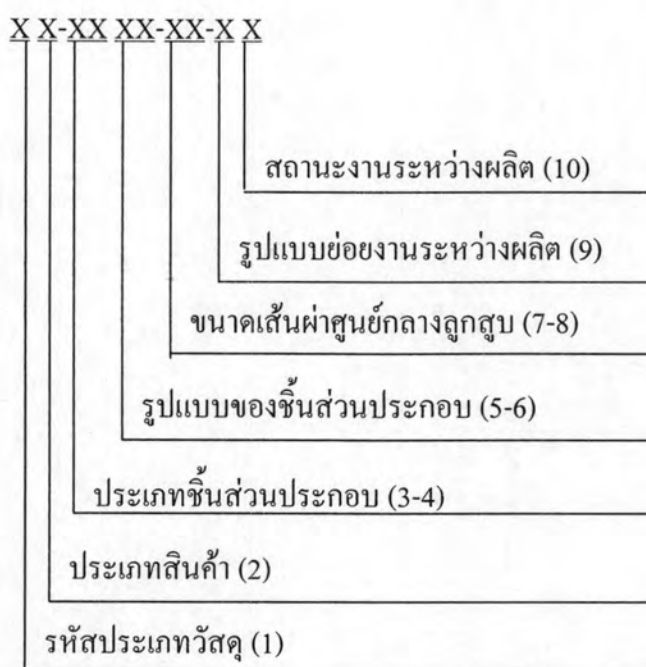 X X-XX XX-XX-X X
สถานะงานระหว่างผลิต (10)
รูปแบบย่อยงานระหว่างผลิต (9)
ขนาดเส้นผ่าศูนย์กลางลูกสูบ (7-8)
รูปแบบของชิ้นส่วนประกอบ (5-6)
ประเภทชิ้นส่วนประกอบ (3-4)
ประเภทสินค้า (2)
รหัสประเภทวัสดุ (1)